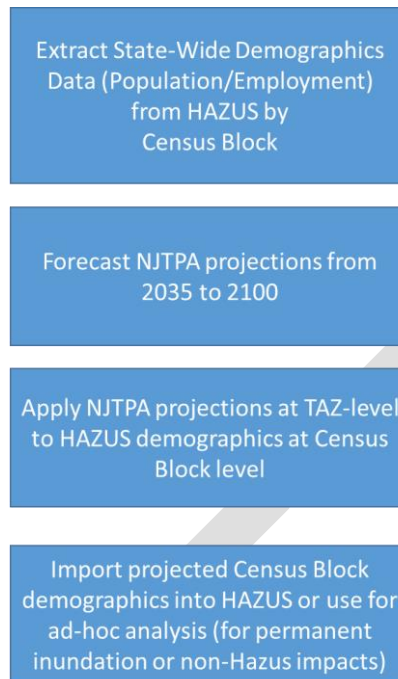 Extract State-Wide Demographics
Data (Population/Employment)
from HAZUS by
Census Block
Forecast NJTPA projections from
2035 to 2100
Apply NJTPA projections at TAZ-level
to HAZUS demographics at Census
Block level
Import projected Census Block
demographics into HAZUS or use for
ad-hoc analysis (for permanent
inundation or non-Hazus impacts)